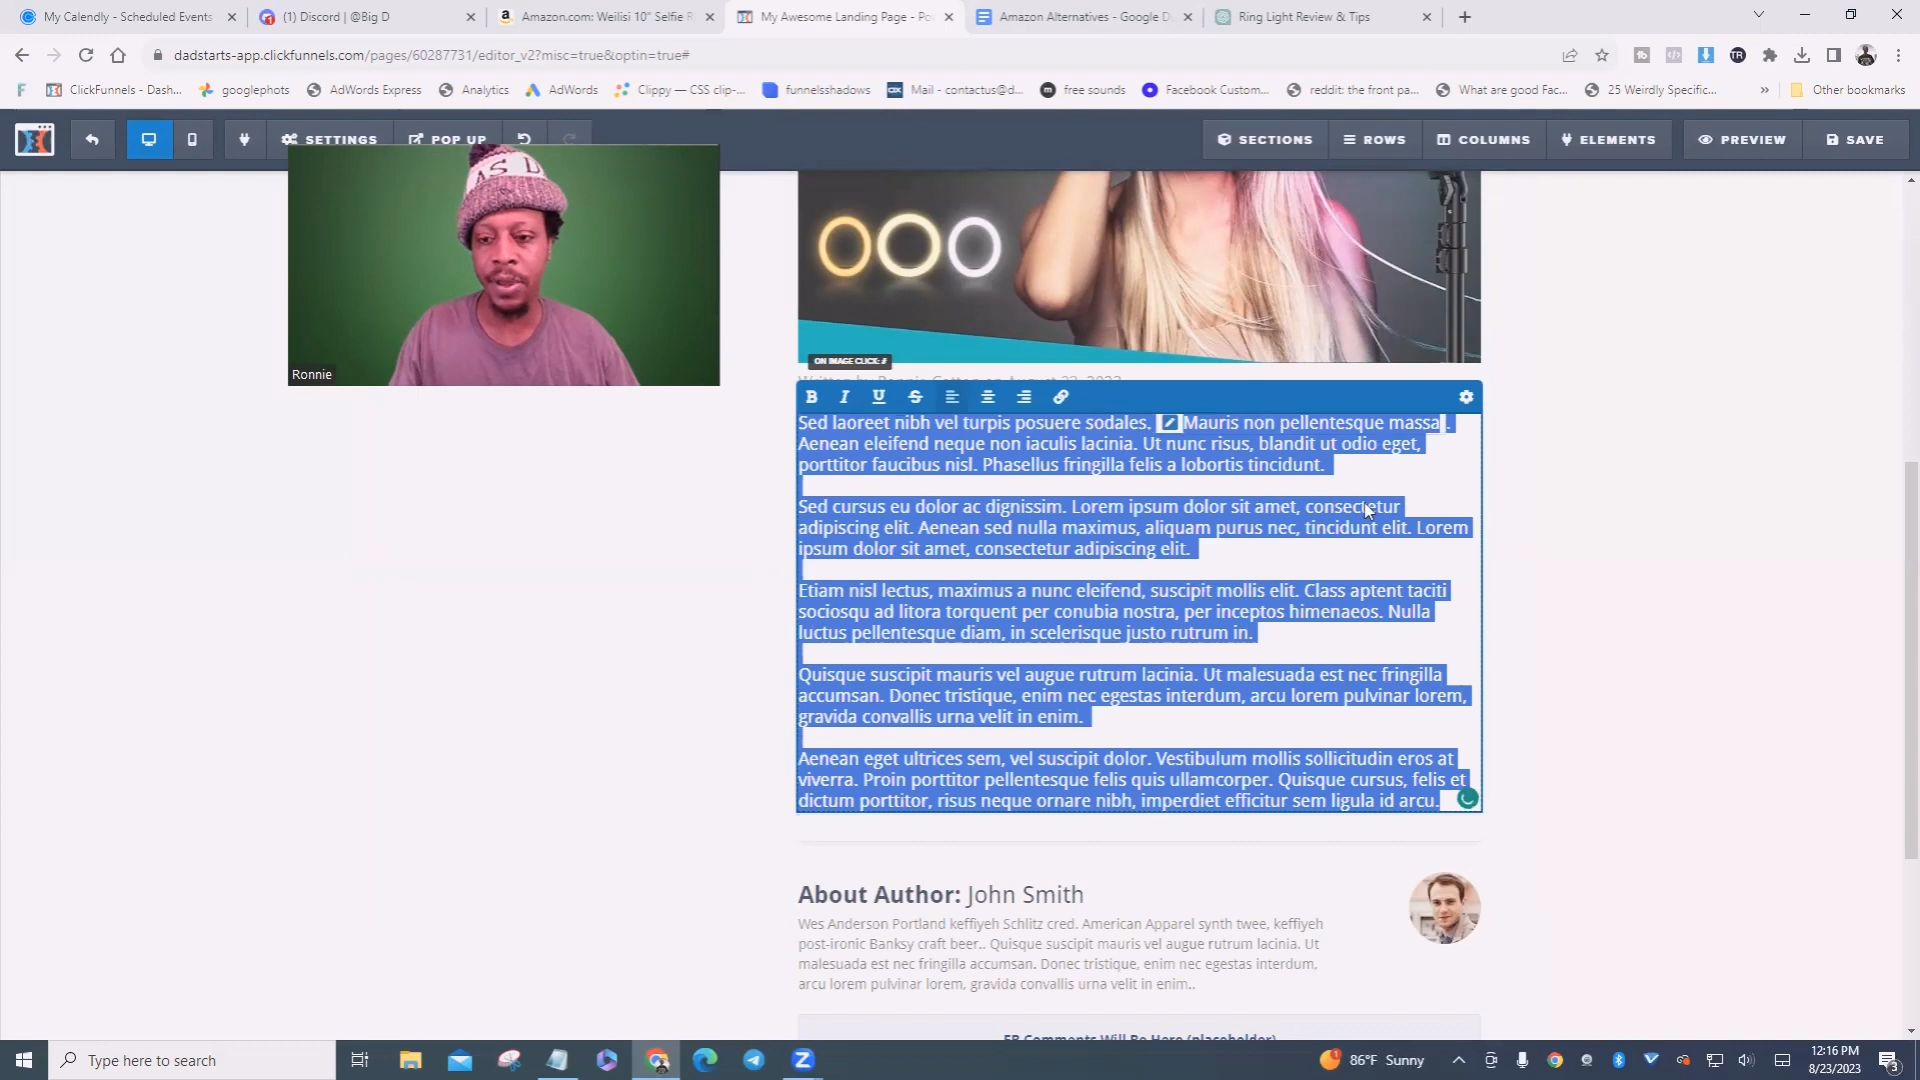 My Calendly - Scheduled Events
(1) Discord | @Big D
Amazon.com: Weilisi 10" Selfie R
My Awesome Landing Page - Po
Amazon Alternatives - Google D
Ring Light Review & Tips
dadstarts-app.clickfunnels.com/pages/60287731/editor_v2?misc=true&optin=true#
ClickFunnels - Dash...
googlephots
AdWords Express
Analytics
AdWords
Clippy — CSS clip-...
funnelsshadows
Mail - contactus@d...
free sounds
Facebook Custom...
reddit: the front pa...
What are good Fac...
25 Weirdly Specific...
Other bookmarks
SETTINGS
POP UP
SECTIONS
ROWS
COLUMNS
ELEMENTS
PREVIEW
SAVE
Ronnie
ON IMAGE CLICK: #
B I U S
Sed laoreet nibh vel turpis posuere sodales. Mauris non pellentesque massa .
Aenean eleifend neque non iaculis lacinia. Ut nunc risus, blandit ut odio eget,
porttitor faucibus nisl. Phasellus fringilla felis a lobortis tincidunt.
Sed cursus eu dolor ac dignissim. Lorem ipsum dolor sit amet, consectetur
adipiscing elit. Aenean sed nulla maximus, aliquam purus nec, tincidunt elit. Lorem
ipsum dolor sit amet, consectetur adipiscing elit.
Etiam nisl lectus, maximus a nunc eleifend, suscipit mollis elit. Class aptent taciti
sociosqu ad litora torquent per conubia nostra, per inceptos himenaeos. Nulla
luctus pellentesque diam, in scelerisque justo rutrum in.
Quisque suscipit mauris vel augue rutrum lacinia. Ut malesuada est nec fringilla
accumsan. Donec tristique, enim nec egestas interdum, arcu lorem pulvinar lorem,
gravida convallis urna velit in enim.
Aenean eget ultrices sem, vel suscipit dolor. Vestibulum mollis sollicitudin eros at
viverra. Proin porttitor pellentesque felis quis ullamcorper. Quisque cursus, felis et
dictum porttitor, risus neque ornare nibh, imperdiet efficitur sem ligula id arcu.
About Author: John Smith
Wes Anderson Portland keffiyeh Schlitz cred. American Apparel synth twee, keffiyeh
post-ironic Banksy craft beer.. Quisque suscipit mauris vel augue rutrum lacinia. Ut
malesuada est nec fringilla accumsan. Donec tristique, enim nec egestas interdum,
arcu lorem pulvinar lorem, gravida convallis urna velit in enim..
FB Comments Will Be Here (placeholder)
Type here to search
86°F Sunny
12:16 PM
8/23/2023
3